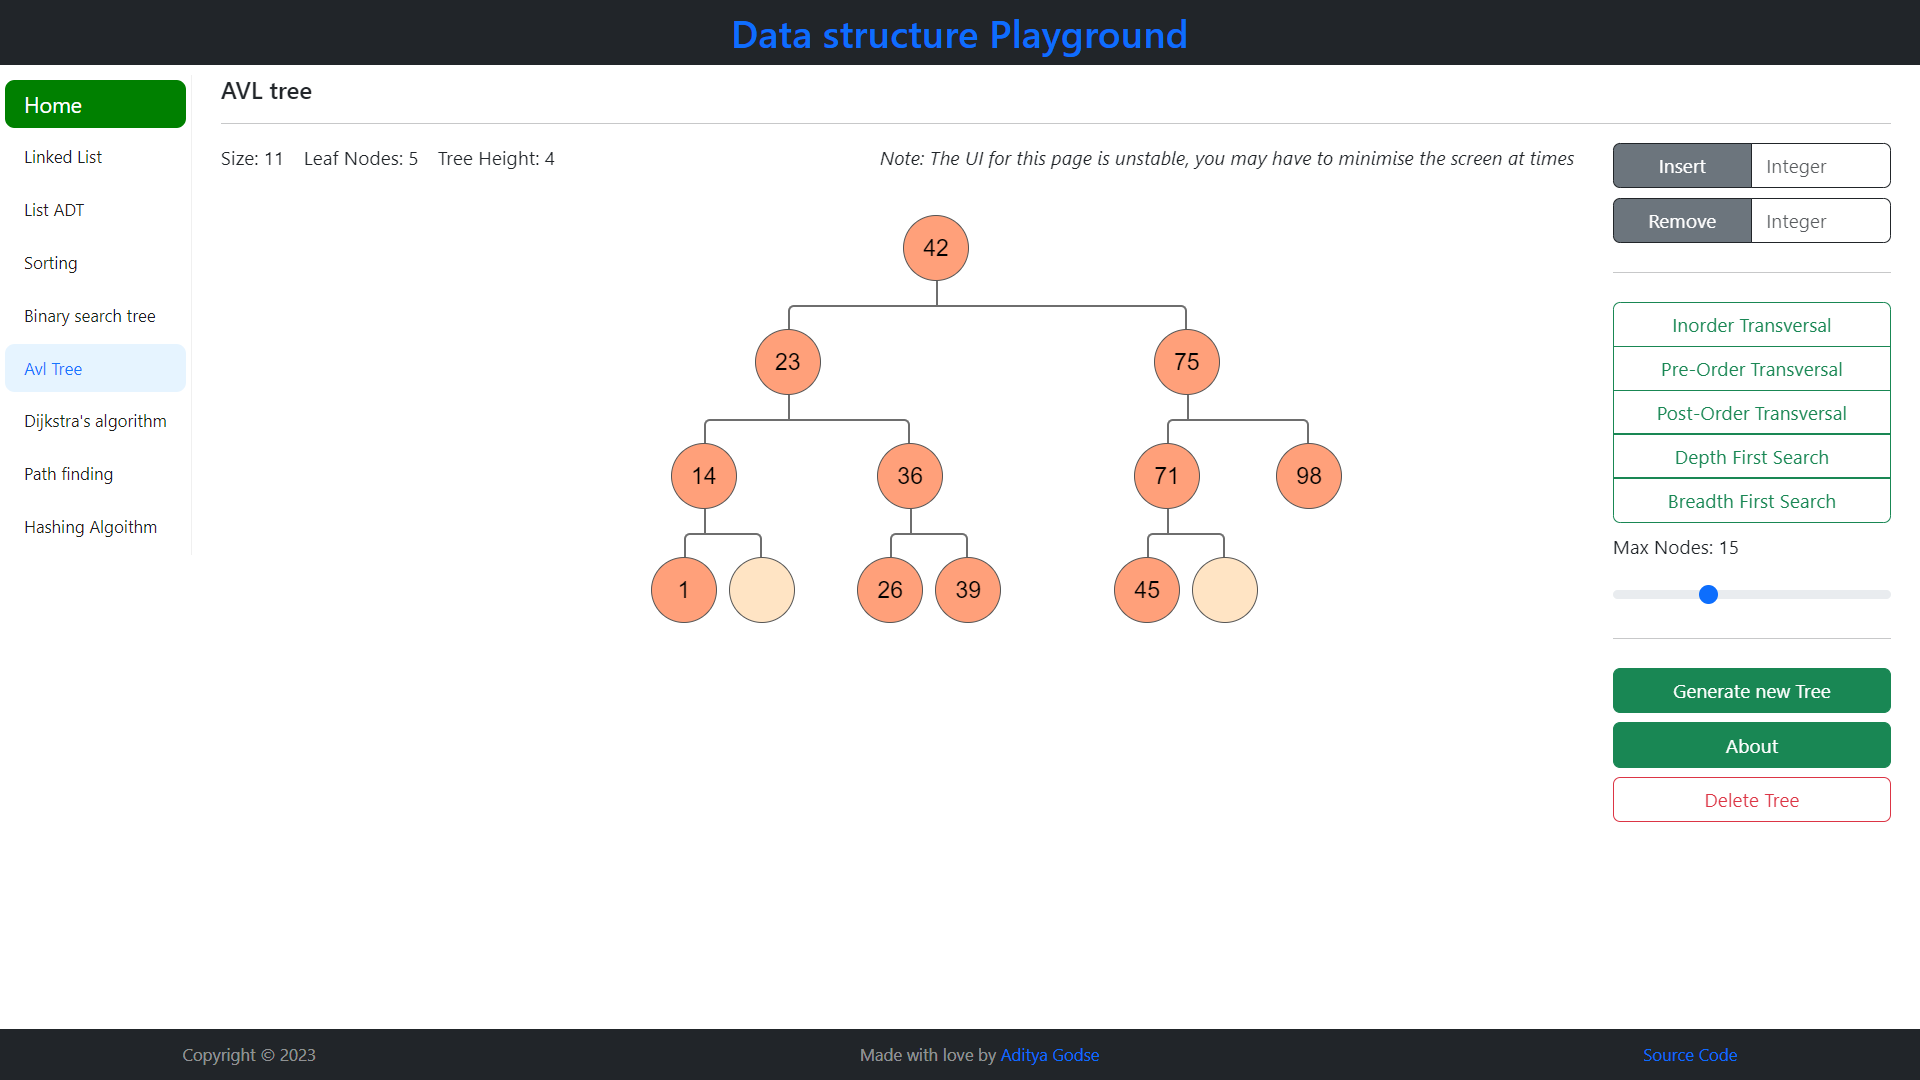 Data structure Playground
Home
Linked List
List ADT
Sorting
Binary search tree
Avl Tree
Dijkstra's algorithm
Path finding
Hashing Algoithm
AVL tree
Size: 11 Leaf Nodes: 5 Tree Height: 4
Note: The UI for this page is unstable, you may have to minimise the screen at times
42
23 75
14 36 71 98
1 26 39 45
Insert Integer
Remove Integer
Inorder Transversal
Pre-Order Transversal
Post-Order Transversal
Depth First Search
Breadth First Search
Max Nodes: 15
Generate new Tree
About
Delete Tree
Copyright © 2023
Made with love by Aditya Godse
Source Code